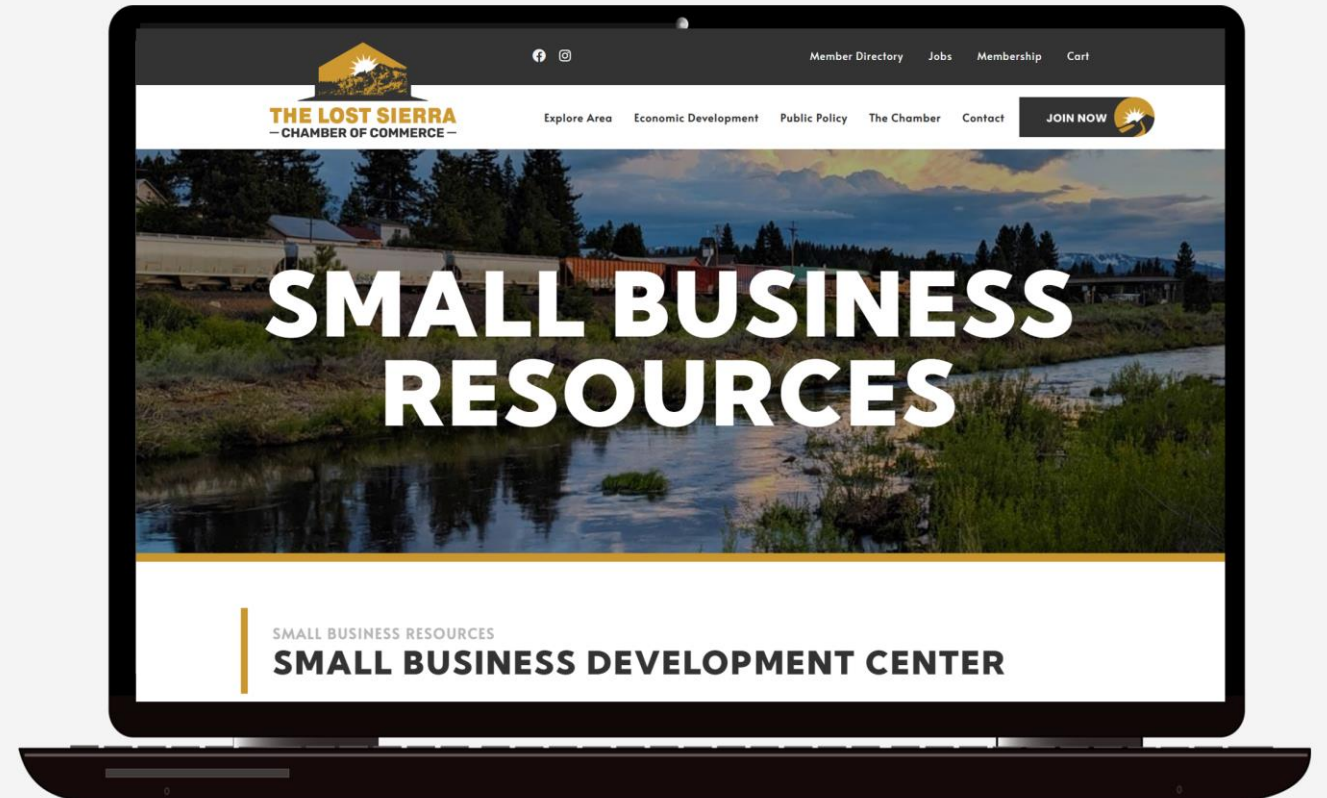 Member Directory Jobs Membership Cart
THE LOST SIERRA
CHAMBER OF COMMERCE
Explore Area Economic Development Public Policy The Chamber Contact JOIN NOW
SMALL BUSINESS
RESOURCES
SMALL BUSINESS RESOURCES
SMALL BUSINESS DEVELOPMENT CENTER